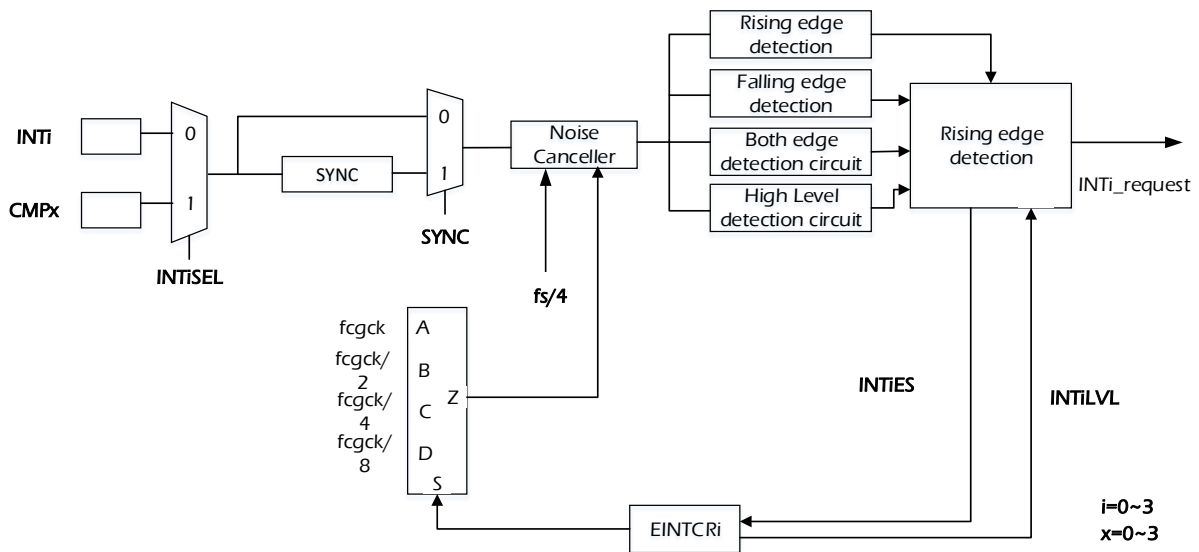 Rising edge
detection
Falling edge
detection
Both edge
detection circuit
High Level
detection circuit
Rising edge
detection
INTi_request
INTi
CMPx
0
1
INTiSEL
SYNC
0
1
SYNC
Noise
Canceller
fs/4
fcgck
fcgck/
2
fcgck/
4
fcgck/
8
A
B
C
D
Z
S
INTiES
INTiLVL
EINTCRi
i=0~3
x=0~3